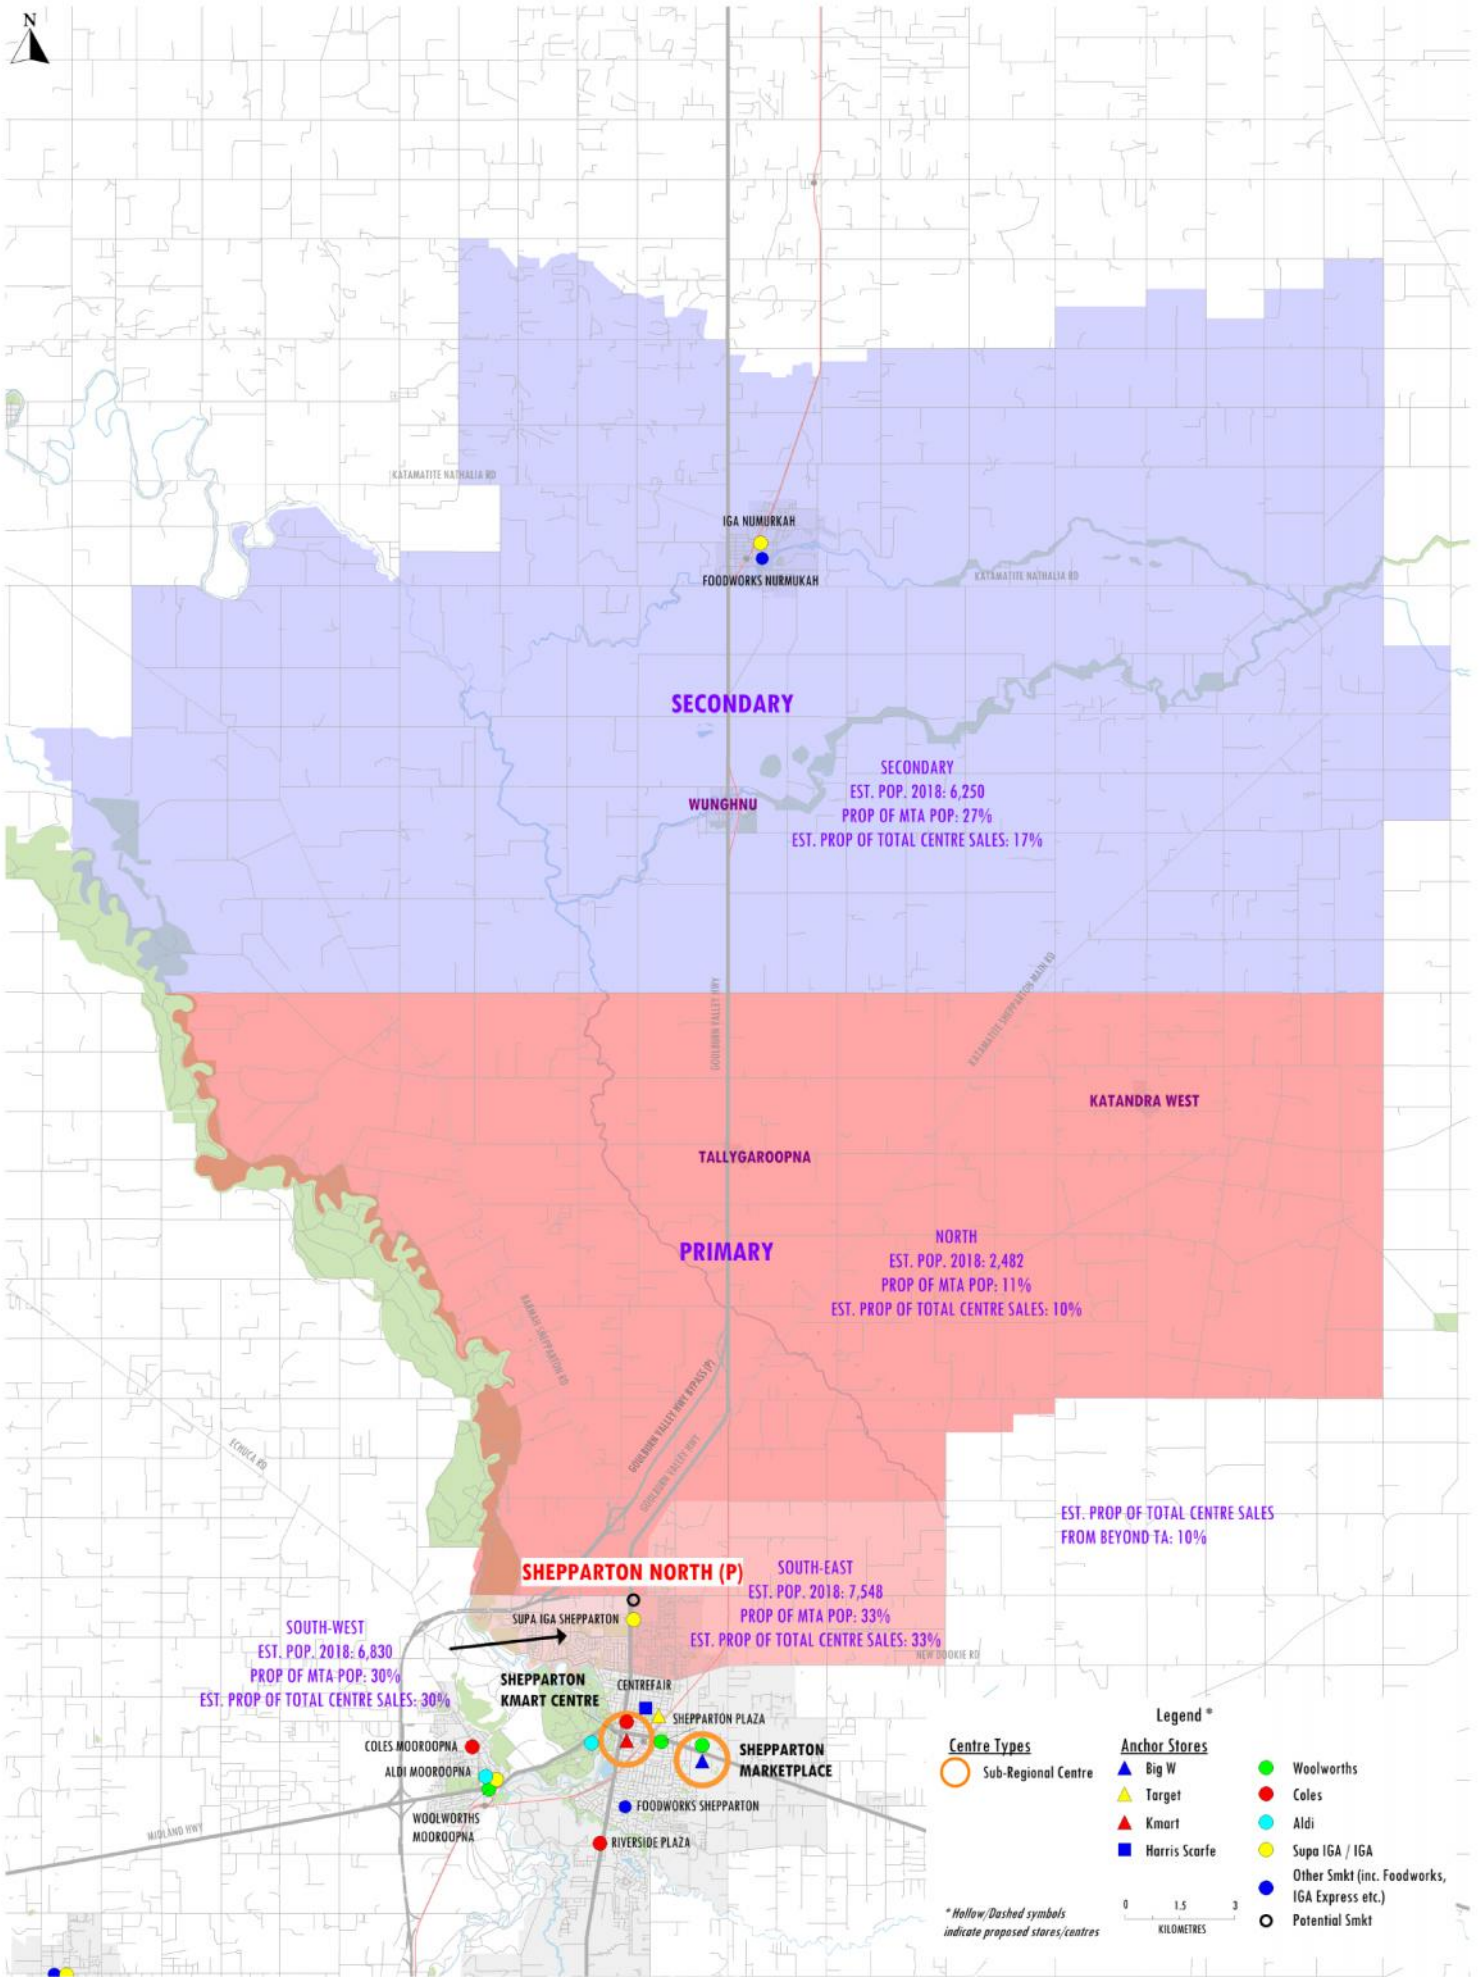 N
KATAMATITE NATHALIA RD
IGA NUMURKAH
FOODWORKS NURMUKAH
KATAMATITE NATHALIA RD
SECONDARY
SECONDARY
EST. POP. 2018: 6,250
PROP OF MTA POP: 27%
EST. PROP OF TOTAL CENTRE SALES: 17%
WUNGHNU
GOULBURN VALLEY HWY
KATAMATITE SHEPPARTON MAIN RD
KATANDRA WEST
TALLYGAROOPNA
PRIMARY
NORTH
EST. POP. 2018: 2,482
PROP OF MTA POP: 11%
EST. PROP OF TOTAL CENTRE SALES: 10%
BARMAH SHEPPARTON RD
GOULBURN VALLEY HWY BYPASS (P)
GOULBURN VALLEY HWY
ECHUCA RD
EST. PROP OF TOTAL CENTRE SALES
FROM BEYOND TA: 10%
SHEPPARTON NORTH (P)
SOUTH-EAST
EST. POP. 2018: 7,548
PROP OF MTA POP: 33%
EST. PROP OF TOTAL CENTRE SALES: 33%
SUPA IGA SHEPPARTON
SOUTH-WEST
EST. POP. 2018: 6,830
PROP OF MTA POP: 30%
EST. PROP OF TOTAL CENTRE SALES: 30%
NEW DOOKIE RD
SHEPPARTON
KMART CENTRE
CENTREFAIR
SHEPPARTON PLAZA
COLES MOOROOPNA
ALDI MOOROOPNA
SHEPPARTON
MARKETPLACE
WOOLWORTHS
MOOROOPNA
FOODWORKS SHEPPARTON
MIDLAND HWY
RIVERSIDE PLAZA
Legend *
Centre Types
Sub-Regional Centre
Anchor Stores
Big W
Target
Kmart
Harris Scarfe
Woolworths
Coles
Aldi
Supa IGA / IGA
Other Smkt (inc. Foodworks,
IGA Express etc.)
Potential Smkt
0 1.5 3
KILOMETRES
* Hollow/Dashed symbols
indicate proposed stores/centres